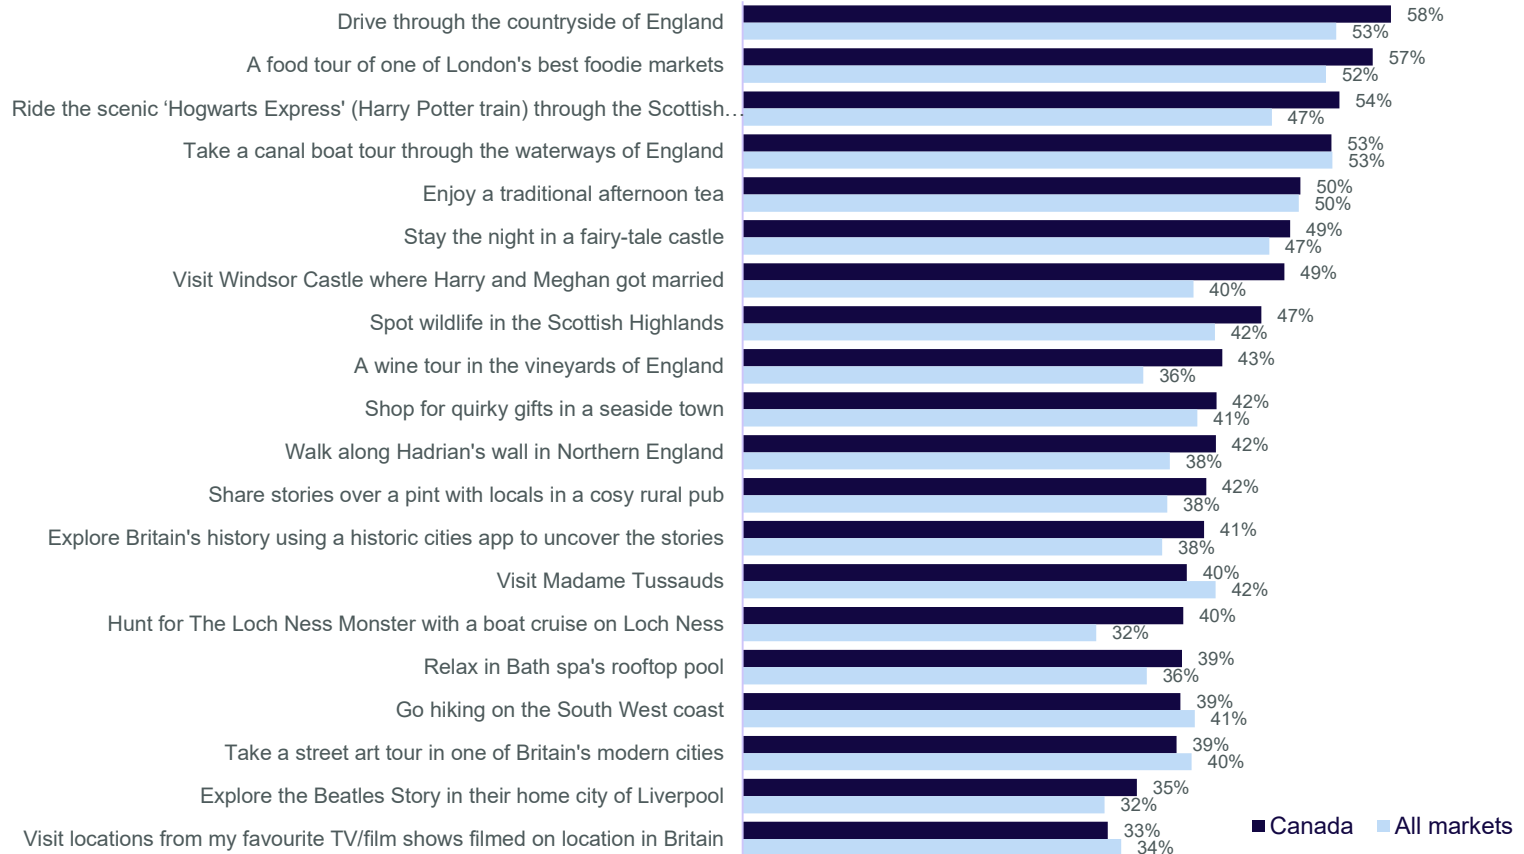 Drive through the countryside of England 58%
53%
A food tour of one of London's best foodie markets 57%
52%
Ride the scenic ‘Hogwarts Express' (Harry Potter train) through the Scottish… 54%
47%
Take a canal boat tour through the waterways of England 53%
53%
Enjoy a traditional afternoon tea 50%
50%
Stay the night in a fairy-tale castle 49%
47%
Visit Windsor Castle where Harry and Meghan got married 49%
40%
Spot wildlife in the Scottish Highlands 47%
42%
A wine tour in the vineyards of England 43%
36%
Shop for quirky gifts in a seaside town 42%
41%
Walk along Hadrian's wall in Northern England 42%
38%
Share stories over a pint with locals in a cosy rural pub 42%
38%
Explore Britain's history using a historic cities app to uncover the stories 41%
38%
Visit Madame Tussauds 40%
42%
Hunt for The Loch Ness Monster with a boat cruise on Loch Ness 40%
32%
Relax in Bath spa's rooftop pool 39%
36%
Go hiking on the South West coast 39%
41%
Take a street art tour in one of Britain's modern cities 39%
40%
Explore the Beatles Story in their home city of Liverpool 35%
32%
Visit locations from my favourite TV/film shows filmed on location in Britain 33%
34%
Canada All markets